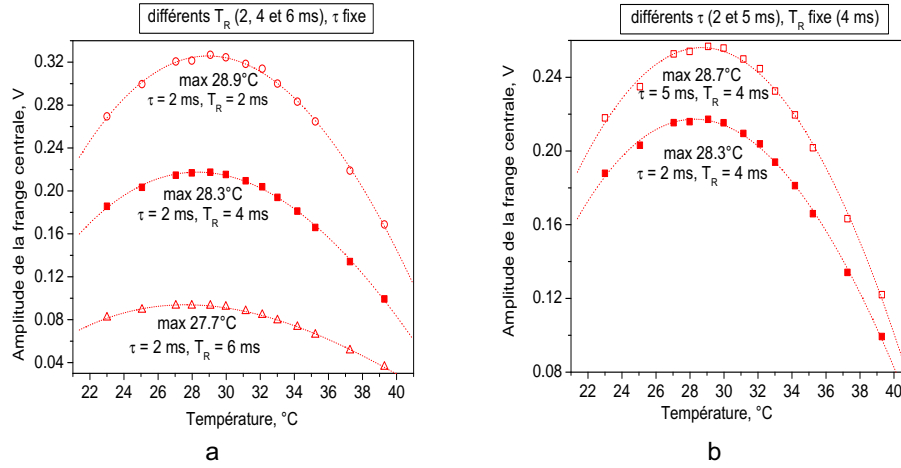 différents T_R (2, 4 et 6 ms), τ fixe
Amplitude de la frange centrale, V
0.32
0.28
0.24
0.20
0.16
0.12
0.08
0.04
max 28.9°C
τ = 2 ms, T_R = 2 ms
max 28.3°C
τ = 2 ms, T_R = 4 ms
max 27.7°C
τ = 2 ms, T_R = 6 ms
22 24 26 28 30 32 34 36 38 40
Température, °C
a
différents τ (2 et 5 ms), T_R fixe (4 ms)
Amplitude de la frange centrale, V
0.24
0.20
0.16
0.12
0.08
max 28.7°C
τ = 5 ms, T_R = 4 ms
max 28.3°C
τ = 2 ms, T_R = 4 ms
22 24 26 28 30 32 34 36 38 40
Température, °C
b